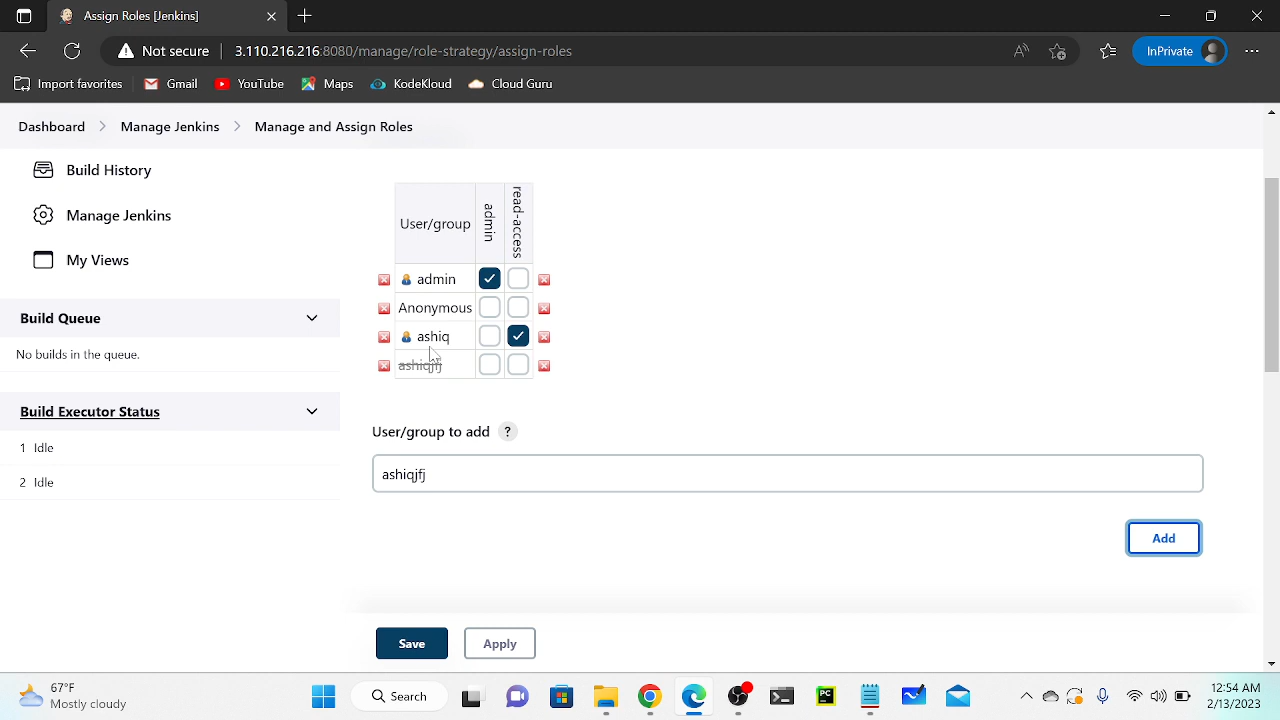 Assign Roles [Jenkins]
Not secure
3.110.216.216:8080/manage/role-strategy/assign-roles
InPrivate
Import favorites
Gmail
YouTube
Maps
KodeKloud
Cloud Guru
Dashboard
Manage Jenkins
Manage and Assign Roles
Build History
Manage Jenkins
My Views
Build Queue
No builds in the queue.
Build Executor Status
1 Idle
2 Idle
User/group
admin
read-access
admin
Anonymous
ashiq
ashiqjfj
User/group to add ?
ashiqjfj
Add
Save
Apply
67°F
Mostly cloudy
Search
PC
12:54 AM
2/13/2023